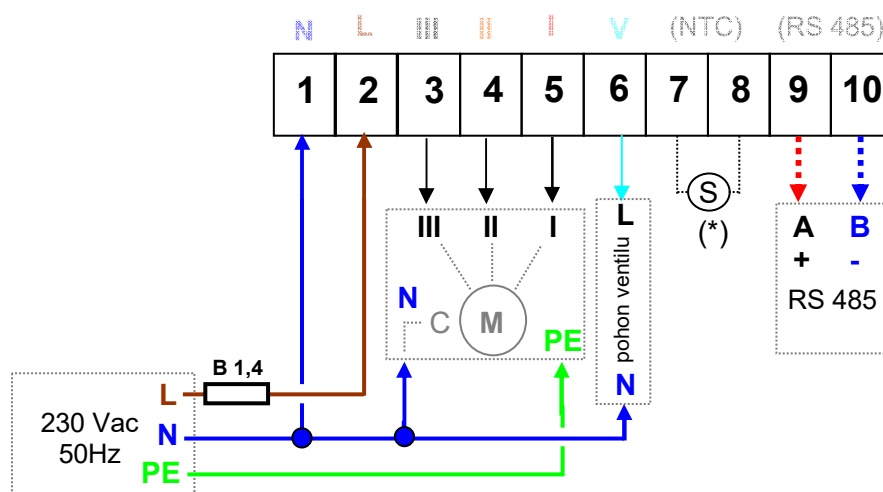 N L III II I V (NTC) (RS 485)
1 2 3 4 5 6 7 8 9 10
III II I L S A B
(*) + -
N C M pohon ventilu RS 485
PE
B 1,4
L N
230 Vac N
50Hz
PE